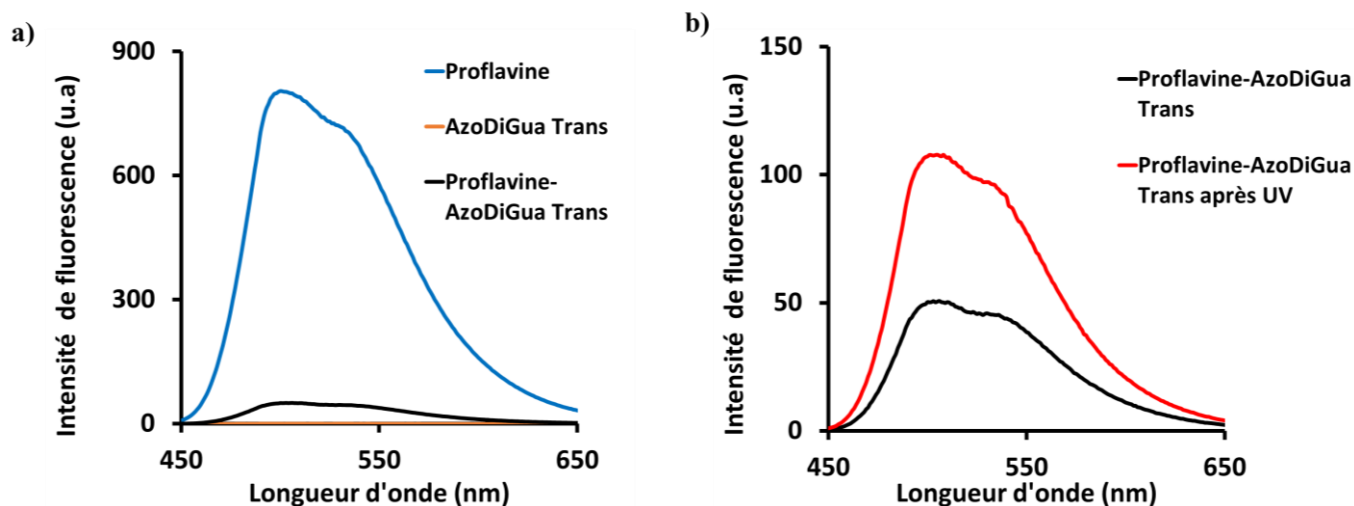 a)
Intensité de fluorescence (u.a)
900
600
300
0
450
550
650
Longueur d'onde (nm)
Proflavine
AzoDiGua Trans
Proflavine-
AzoDiGua Trans
b)
Intensité de fluorescence (u.a)
150
100
50
0
450
550
650
Longueur d'onde (nm)
Proflavine-AzoDiGua
Trans
Proflavine-AzoDiGua
Trans après UV